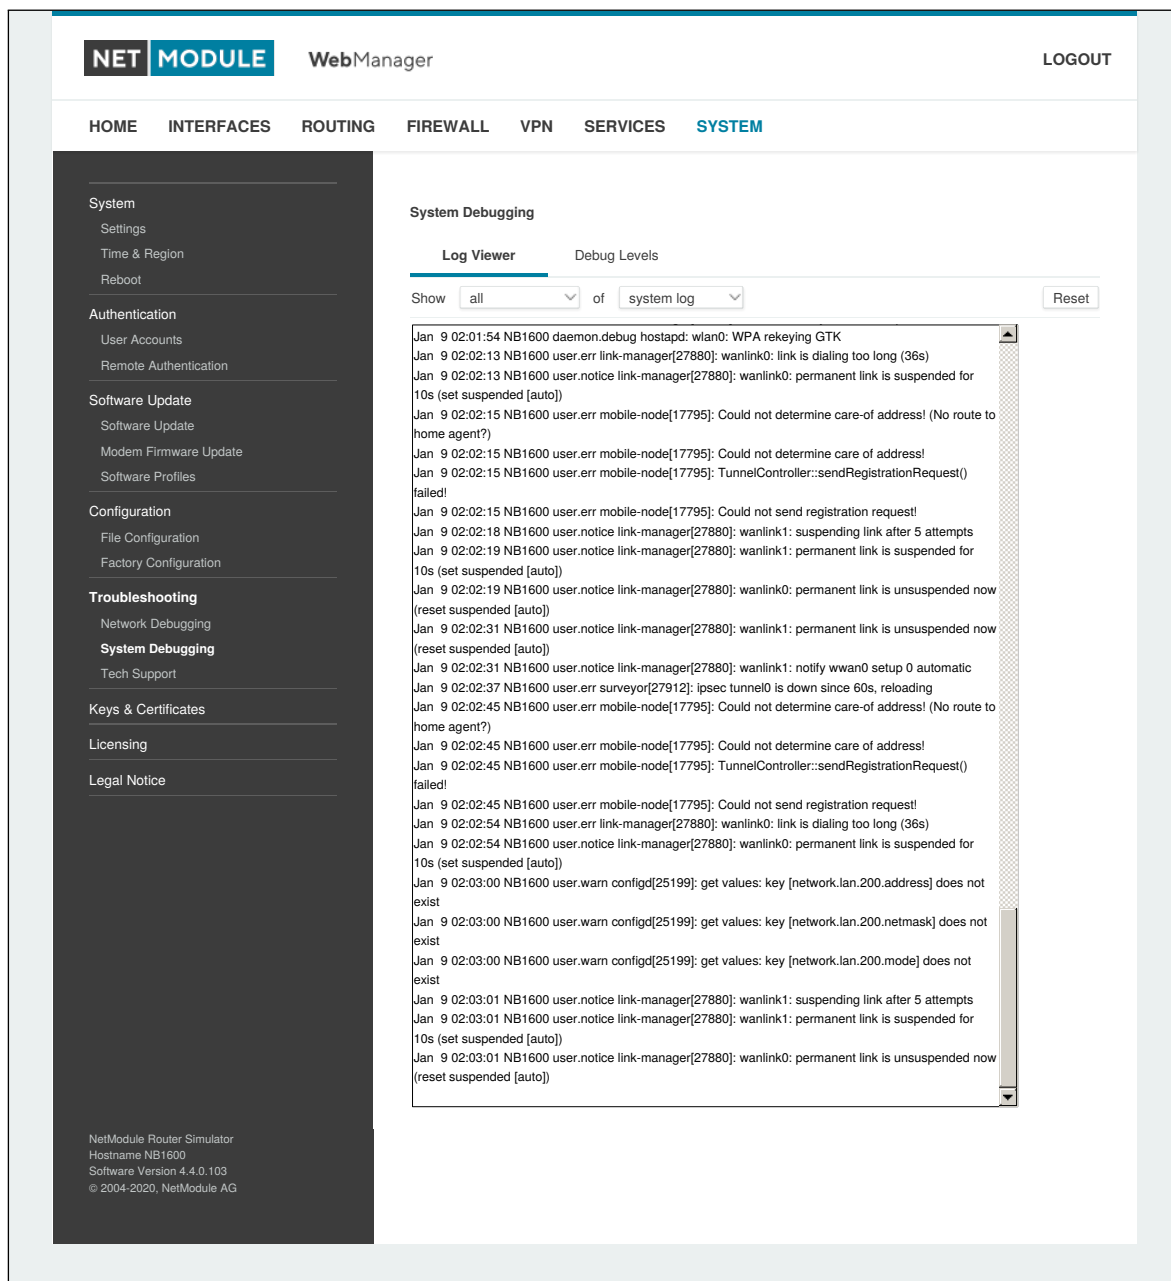 NET MODULE WebManager LOGOUT
HOME INTERFACES ROUTING FIREWALL VPN SERVICES SYSTEM
System
Settings
Time & Region
Reboot
Authentication
User Accounts
Remote Authentication
Software Update
Software Update
Modem Firmware Update
Software Profiles
Configuration
File Configuration
Factory Configuration
Troubleshooting
Network Debugging
System Debugging
Tech Support
Keys & Certificates
Licensing
Legal Notice
NetModule Router Simulator
Hostname NB1600
Software Version 4.4.0.103
© 2004-2020, NetModule AG
System Debugging
Log Viewer Debug Levels
Show all of system log Reset
Jan 9 02:01:54 NB1600 daemon.debug hostapd: wlan0: WPA rekeying GTK
Jan 9 02:02:13 NB1600 user.err link-manager[27880]: wanlink0: link is dialing too long (36s)
Jan 9 02:02:13 NB1600 user.notice link-manager[27880]: wanlink0: permanent link is suspended for
10s (set suspended [auto])
Jan 9 02:02:15 NB1600 user.err mobile-node[17795]: Could not determine care-of address! (No route to
home agent?)
Jan 9 02:02:15 NB1600 user.err mobile-node[17795]: Could not determine care of address!
Jan 9 02:02:15 NB1600 user.err mobile-node[17795]: TunnelController::sendRegistrationRequest()
failed!
Jan 9 02:02:15 NB1600 user.err mobile-node[17795]: Could not send registration request!
Jan 9 02:02:18 NB1600 user.notice link-manager[27880]: wanlink1: suspending link after 5 attempts
Jan 9 02:02:19 NB1600 user.notice link-manager[27880]: wanlink1: permanent link is suspended for
10s (set suspended [auto])
Jan 9 02:02:19 NB1600 user.notice link-manager[27880]: wanlink0: permanent link is unsuspended now
(reset suspended [auto])
Jan 9 02:02:31 NB1600 user.notice link-manager[27880]: wanlink1: permanent link is unsuspended now
(reset suspended [auto])
Jan 9 02:02:31 NB1600 user.notice link-manager[27880]: wanlink1: notify wwan0 setup 0 automatic
Jan 9 02:02:37 NB1600 user.err surveyor[27912]: ipsec tunnel0 is down since 60s, reloading
Jan 9 02:02:45 NB1600 user.err mobile-node[17795]: Could not determine care-of address! (No route to
home agent?)
Jan 9 02:02:45 NB1600 user.err mobile-node[17795]: Could not determine care of address!
Jan 9 02:02:45 NB1600 user.err mobile-node[17795]: TunnelController::sendRegistrationRequest()
failed!
Jan 9 02:02:45 NB1600 user.err mobile-node[17795]: Could not send registration request!
Jan 9 02:02:54 NB1600 user.err link-manager[27880]: wanlink0: link is dialing too long (36s)
Jan 9 02:02:54 NB1600 user.notice link-manager[27880]: wanlink0: permanent link is suspended for
10s (set suspended [auto])
Jan 9 02:03:00 NB1600 user.warn configd[25199]: get values: key [network.lan.200.address] does not
exist
Jan 9 02:03:00 NB1600 user.warn configd[25199]: get values: key [network.lan.200.netmask] does not
exist
Jan 9 02:03:00 NB1600 user.warn configd[25199]: get values: key [network.lan.200.mode] does not
exist
Jan 9 02:03:01 NB1600 user.notice link-manager[27880]: wanlink1: suspending link after 5 attempts
Jan 9 02:03:01 NB1600 user.notice link-manager[27880]: wanlink1: permanent link is suspended for
10s (set suspended [auto])
Jan 9 02:03:01 NB1600 user.notice link-manager[27880]: wanlink0: permanent link is unsuspended now
(reset suspended [auto])